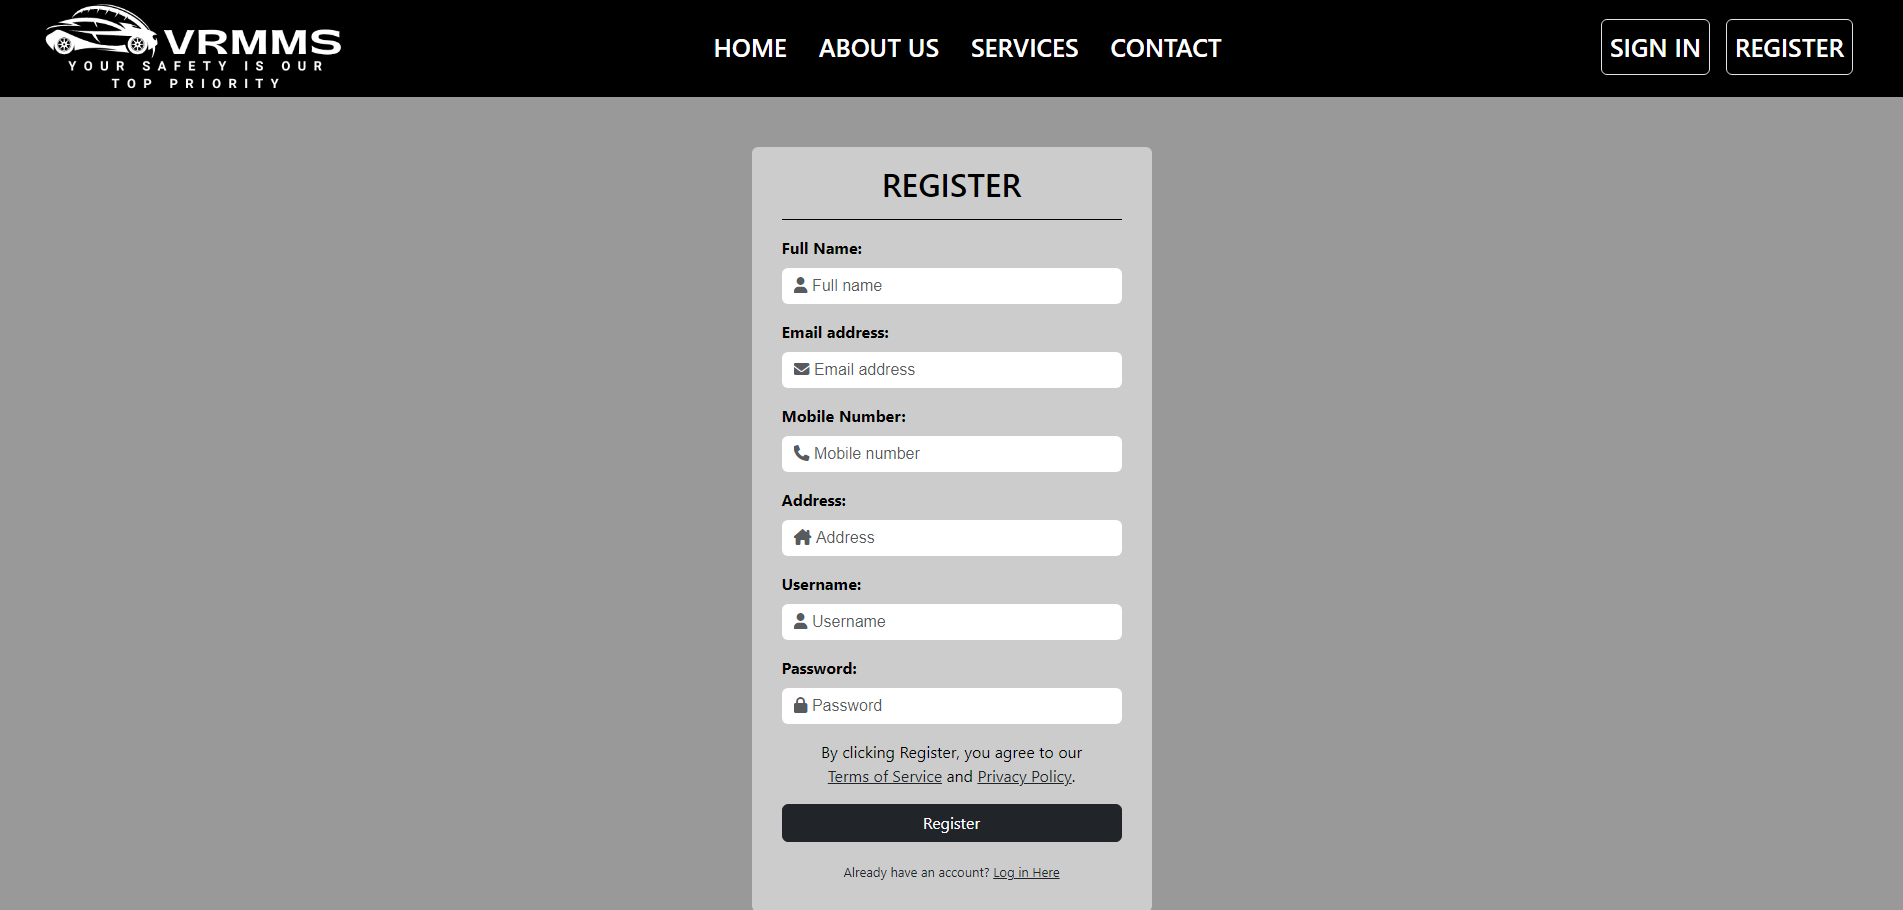 VRMMS
YOUR SAFETY IS OUR
TOP PRIORITY
HOME ABOUT US SERVICES CONTACT
SIGN IN REGISTER
REGISTER
Full Name:
Full name
Email address:
Email address
Mobile Number:
Mobile number
Address:
Address
Username:
Username
Password:
Password
By clicking Register, you agree to our
Terms of Service and Privacy Policy.
Register
Already have an account? Log in Here